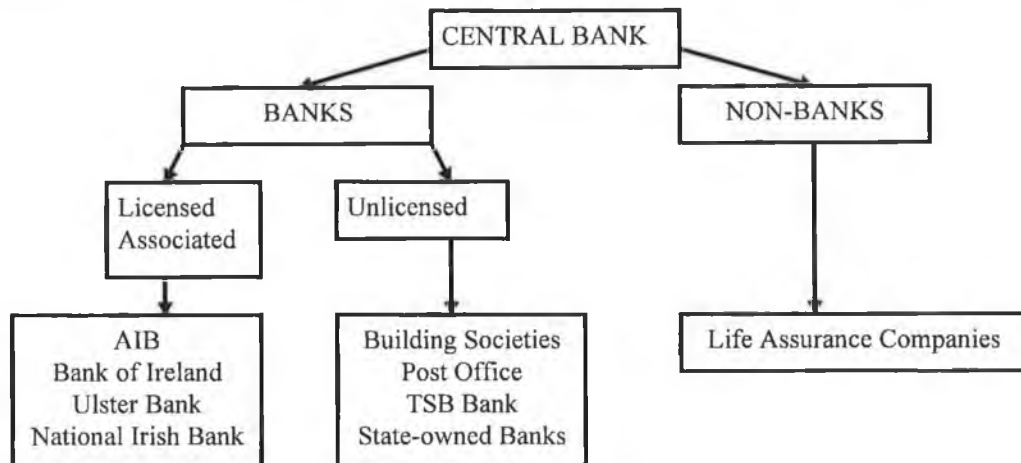 CENTRAL BANK
BANKS
NON-BANKS
Licensed
Associated
Unlicensed
AIB
Bank of Ireland
Ulster Bank
National Irish Bank
Building Societies
Post Office
TSB Bank
State-owned Banks
Life Assurance Companies